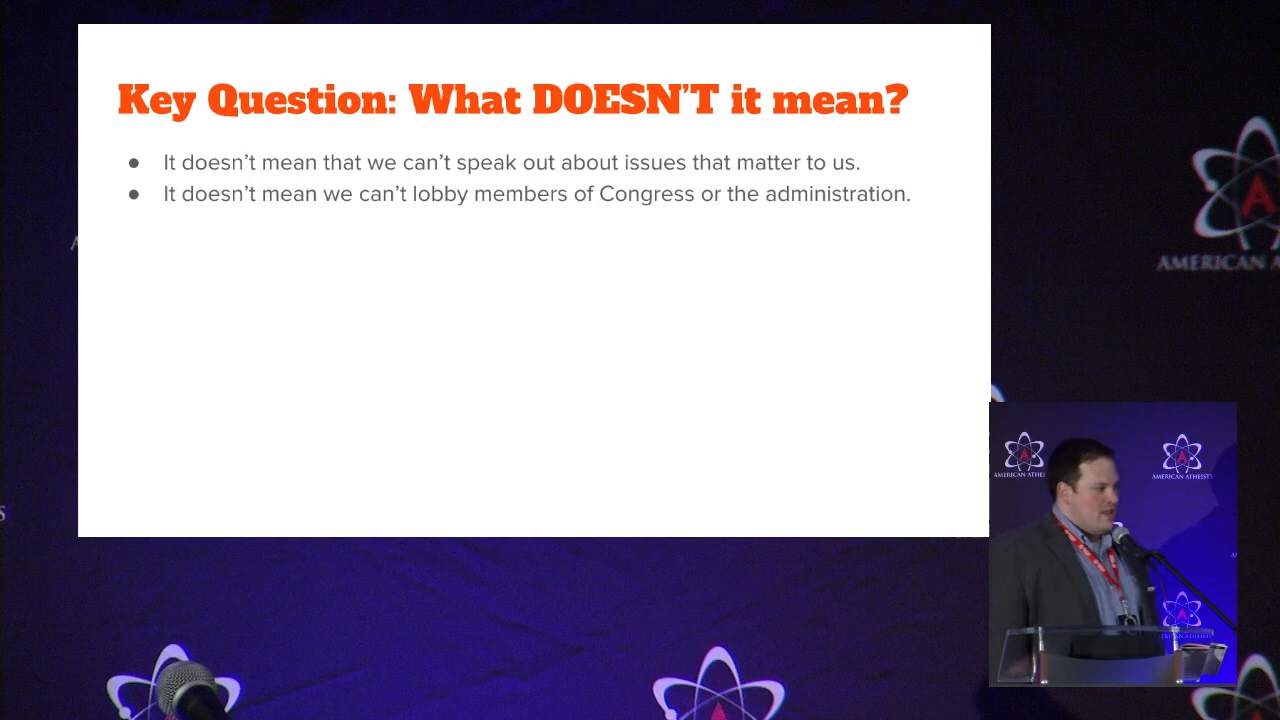 Key Question: What DOESN'T it mean?
● It doesn't mean that we can't speak out about issues that matter to us.
● It doesn't mean we can't lobby members of Congress or the administration.
AMERICAN A
AMERICAN ATHEI
AMERICAN ATHEISTS